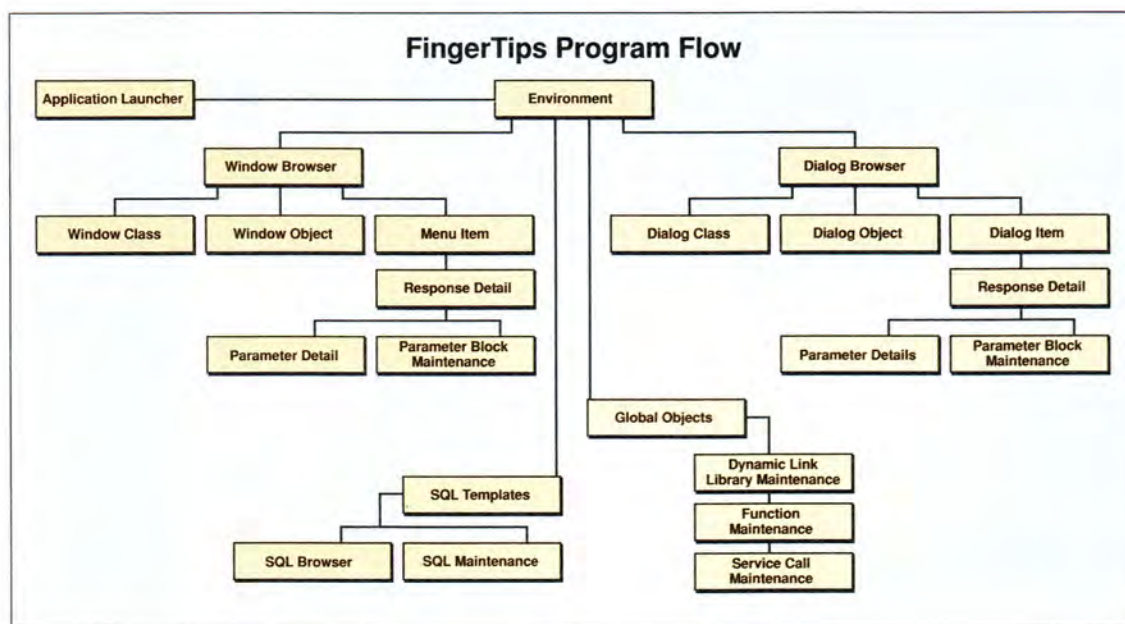 FingerTips Program Flow
Application Launcher
Environment
Window Browser
Dialog Browser
Window Class
Window Object
Menu Item
Dialog Class
Dialog Object
Dialog Item
Response Detail
Response Detail
Parameter Detail
Parameter Block
Maintenance
Parameter Details
Parameter Block
Maintenance
Global Objects
Dynamic Link
Library Maintenance
SQL Templates
Function
Maintenance
SQL Browser
SQL Maintenance
Service Call
Maintenance